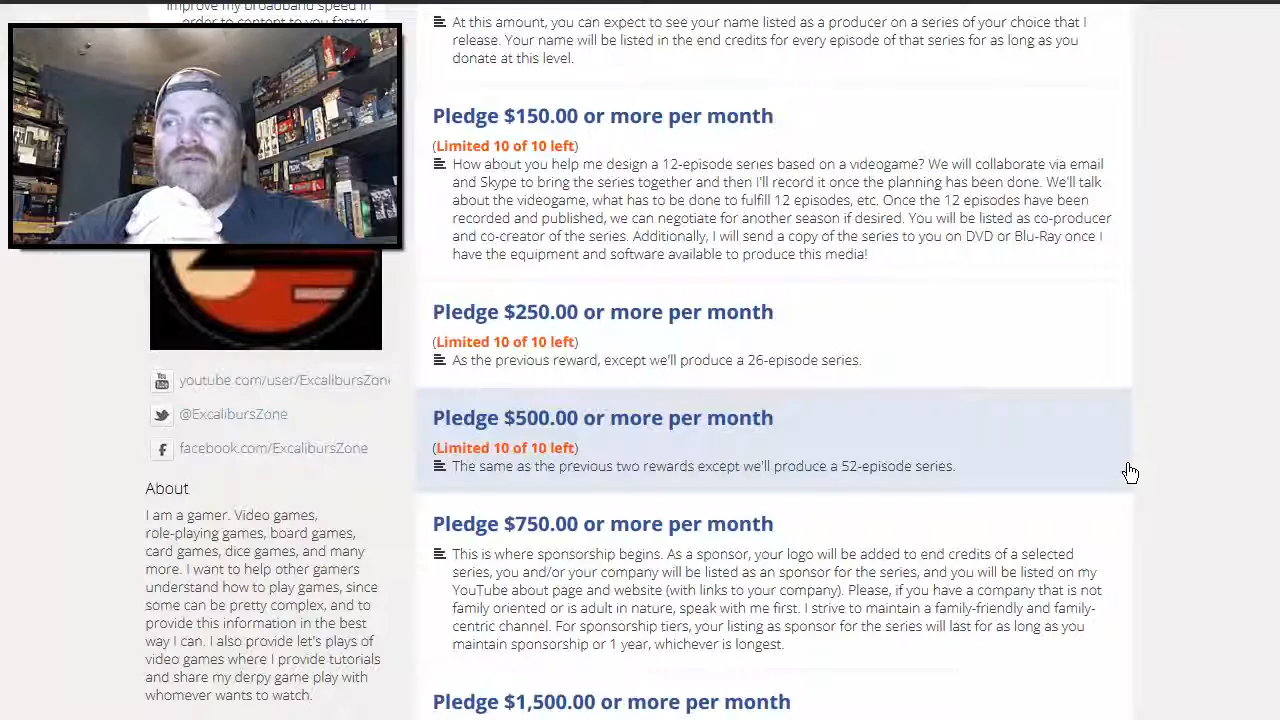 improve my broadband speed in
order to content to you faster
At this amount, you can expect to see your name listed as a producer on a series of your choice that I
release. Your name will be listed in the end credits for every episode of that series for as long as you
donate at this level.
Pledge $150.00 or more per month
(Limited 10 of 10 left)
How about you help me design a 12-episode series based on a videogame? We will collaborate via email
and Skype to bring the series together and then I'll record it once the planning has been done. We'll talk
about the videogame, what has to be done to fulfill 12 episodes, etc. Once the 12 episodes have been
recorded and published, we can negotiate for another season if desired. You will be listed as co-producer
and co-creator of the series. Additionally, I will send a copy of the series to you on DVD or Blu-Ray once I
have the equipment and software available to produce this media!
Pledge $250.00 or more per month
(Limited 10 of 10 left)
As the previous reward, except we'll produce a 26-episode series.
Pledge $500.00 or more per month
(Limited 10 of 10 left)
The same as the previous two rewards except we'll produce a 52-episode series.
Pledge $750.00 or more per month
This is where sponsorship begins. As a sponsor, your logo will be added to end credits of a selected
series, you and/or your company will be listed as an sponsor for the series, and you will be listed on my
YouTube about page and website (with links to your company). Please, if you have a company that is not
family oriented or is adult in nature, speak with me first. I strive to maintain a family-friendly and family-
centric channel. For sponsorship tiers, your listing as sponsor for the series will last for as long as you
maintain sponsorship or 1 year, whichever is longest.
Pledge $1,500.00 or more per month
youtube.com/user/ExcalibursZon
@ExcalibursZone
facebook.com/ExcalibursZone
About
I am a gamer. Video games,
role-playing games, board games,
card games, dice games, and many
more. I want to help other gamers
understand how to play games, since
some can be pretty complex, and to
provide this information in the best
way I can. I also provide let's plays of
video games where I provide tutorials
and share my derpy game play with
whomever wants to watch.